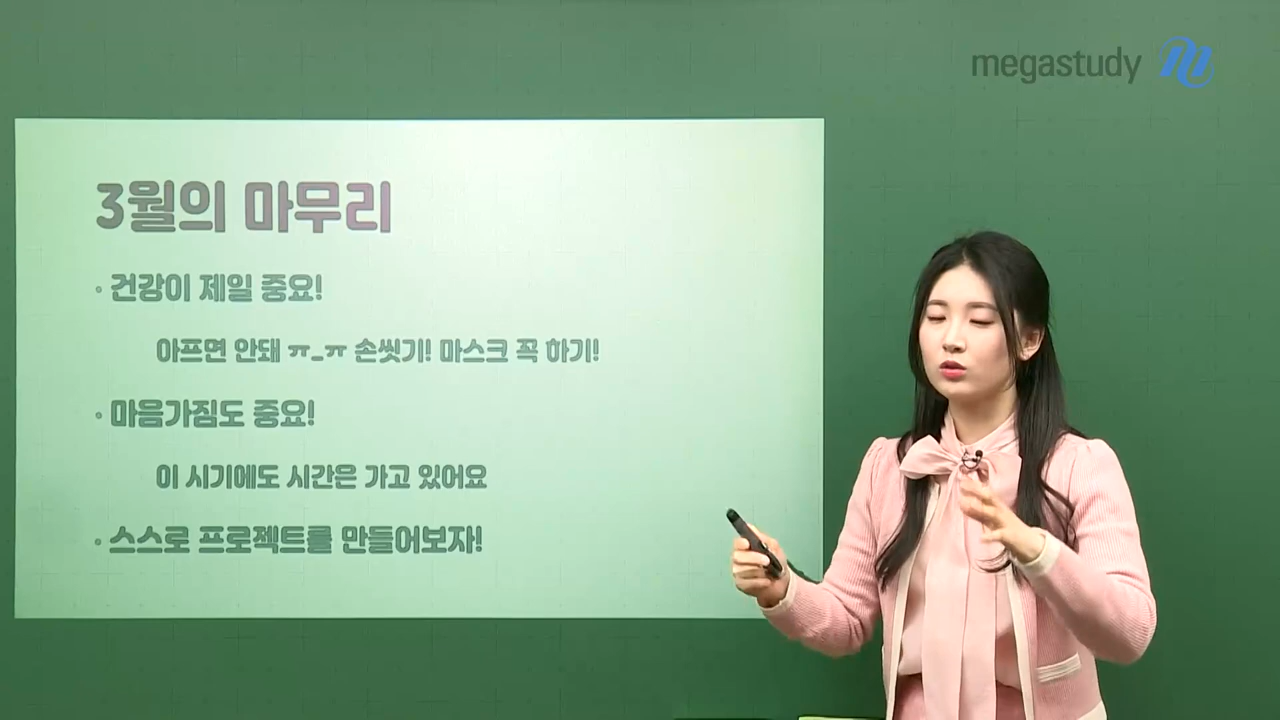 megastudy
3월의 마무리
• 건강이 제일 중요!
아프면 안돼 ㅠ_ㅠ 손씻기! 마스크 꼭 하기!
• 마음가짐도 중요!
이 시기에도 시간은 가고 있어요
• 스스로 프로젝트를 만들어보자!